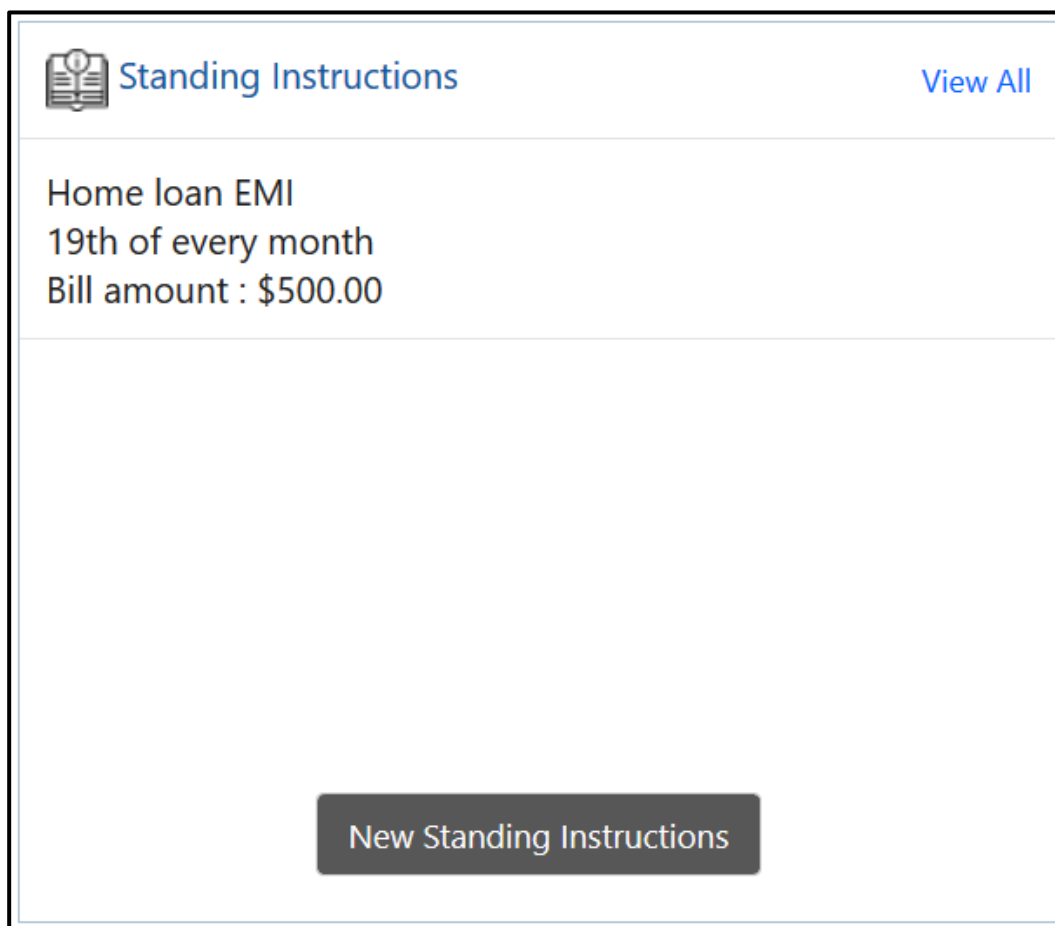 Standing Instructions
View All
Home loan EMI
19th of every month
Bill amount : $500.00
New Standing Instructions